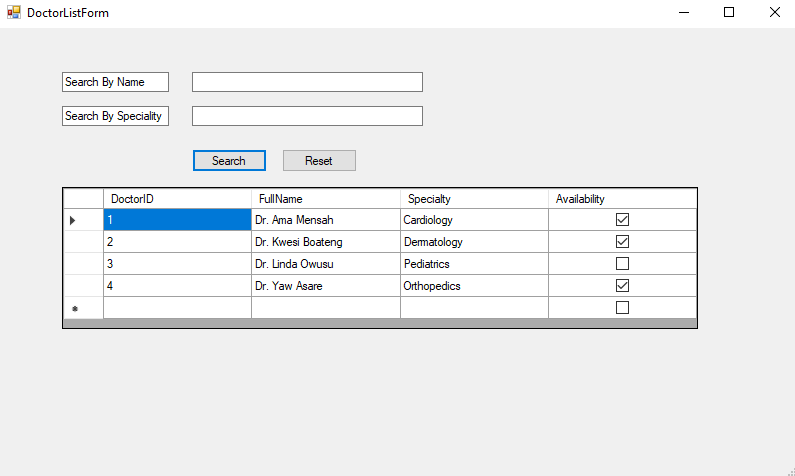 DoctorListForm
Search By Name
Search By Speciality
Search Reset
DoctorID FullName Specialty Availability
1 Dr. Ama Mensah Cardiology
2 Dr. Kwesi Boateng Dermatology
3 Dr. Linda Owusu Pediatrics
4 Dr. Yaw Asare Orthopedics